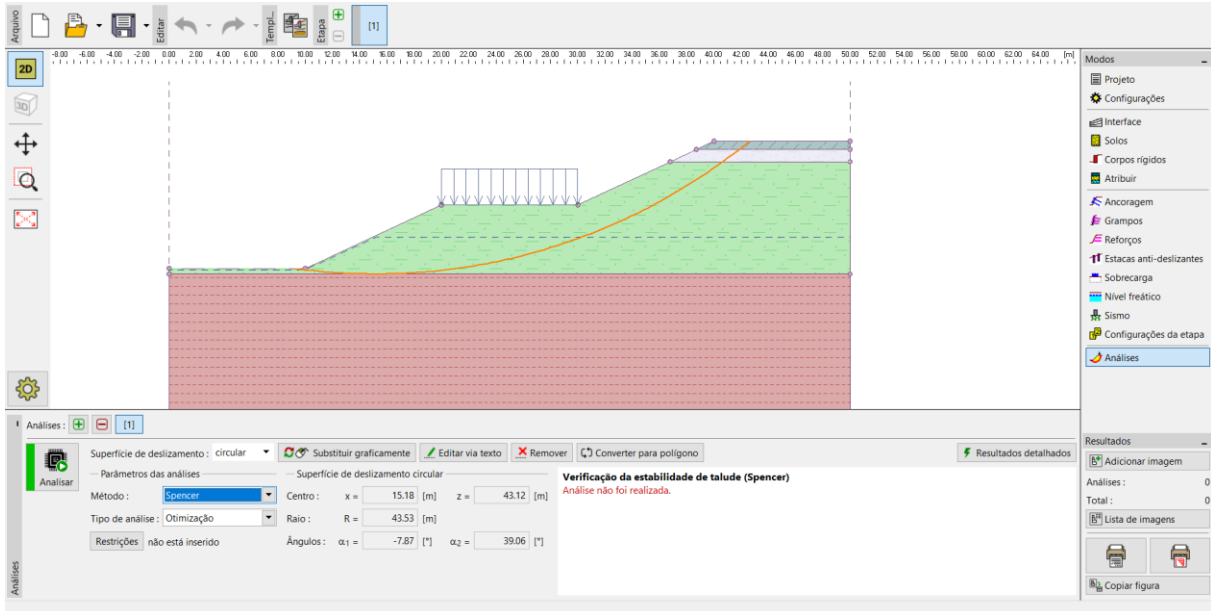 Arquivo
Editar
Templ...
Etapa
[1]
-8.00 -6.00 -4.00 -2.00 0.00 2.00 4.00 6.00 8.00 10.00 12.00 14.00 16.00 18.00 20.00 22.00 24.00 26.00 28.00 30.00 32.00 34.00 36.00 38.00 40.00 42.00 44.00 46.00 48.00 50.00 52.00 54.00 56.00 58.00 60.00 62.00 64.00 [m]
2D
3D
Modos
Projeto
Configurações
Interface
Solos
Corpos rígidos
Atribuir
Ancoragem
Grampos
Reforços
Estacas anti-deslizantes
Sobrecarga
Nível freático
Sismo
Configurações da etapa
Análises
Análises : [1]
Analisar
Superfície de deslizamento : circular
Substituir graficamente
Editar via texto
Remover
Converter para polígono
Resultados detalhados
Parâmetros das análises
Método : Spencer
Tipo de análise : Otimização
Restrições não está inserido
Superfície de deslizamento circular
Centro : x = 15.18 [m] z = 43.12 [m]
Raio : R = 43.53 [m]
Ângulos : α1 = -7.87 [°] α2 = 39.06 [°]
Verificação da estabilidade de talude (Spencer)
Análise não foi realizada.
Análises
Resultados
Adicionar imagem
Análises : 0
Total : 0
Lista de imagens
Copiar figura